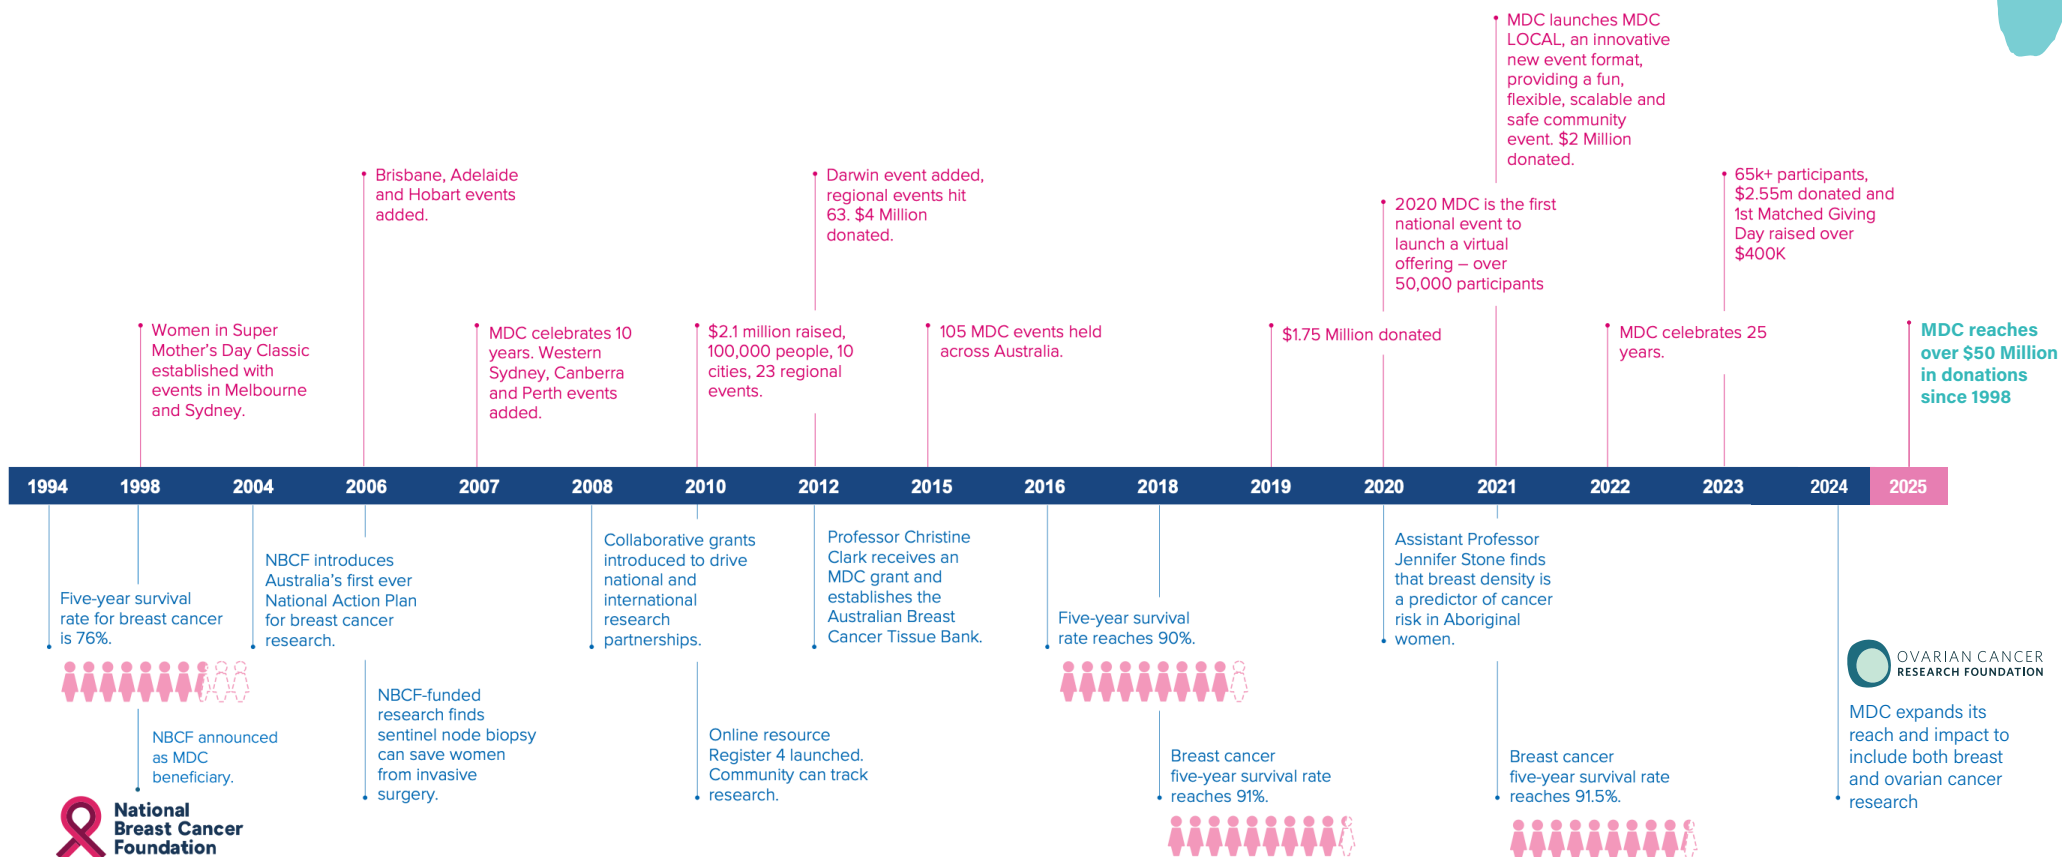 MDC launches MDC
LOCAL, an innovative
new event format,
providing a fun,
flexible, scalable and
safe community
event. $2 Million
donated.
Brisbane, Adelaide
and Hobart events
added.
Darwin event added,
regional events hit
63. $4 Million
donated.
2020 MDC is the first
national event to
launch a virtual
offering – over
50,000 participants
65k+ participants,
$2.55m donated and
1st Matched Giving
Day raised over
$400K
Women in Super
Mother's Day Classic
established with
events in Melbourne
and Sydney.
MDC celebrates 10
years. Western
Sydney, Canberra
and Perth events
added.
$2.1 million raised,
100,000 people, 10
cities, 23 regional
events.
105 MDC events held
across Australia.
$1.75 Million donated
MDC celebrates 25
years.
MDC reaches
over $50 Million
in donations
since 1998
1994 1998 2004 2006 2007 2008 2010 2012 2015 2016 2018 2019 2020 2021 2022 2023 2024 2025
Five-year survival
rate for breast cancer
is 76%.
NBCF introduces
Australia's first ever
National Action Plan
for breast cancer
research.
Collaborative grants
introduced to drive
national and
international
research
partnerships.
Professor Christine
Clark receives an
MDC grant and
establishes the
Australian Breast
Cancer Tissue Bank.
Five-year survival
rate reaches 90%.
Assistant Professor
Jennifer Stone finds
that breast density is
a predictor of cancer
risk in Aboriginal
women.
OVARIAN CANCER
RESEARCH FOUNDATION
MDC expands its
reach and impact to
include both breast
and ovarian cancer
research
NBCF announced
as MDC
beneficiary.
National
Breast Cancer
Foundation
NBCF-funded
research finds
sentinel node biopsy
can save women
from invasive
surgery.
Online resource
Register 4 launched.
Community can track
research.
Breast cancer
five-year survival rate
reaches 91%.
Breast cancer
five-year survival rate
reaches 91.5%.